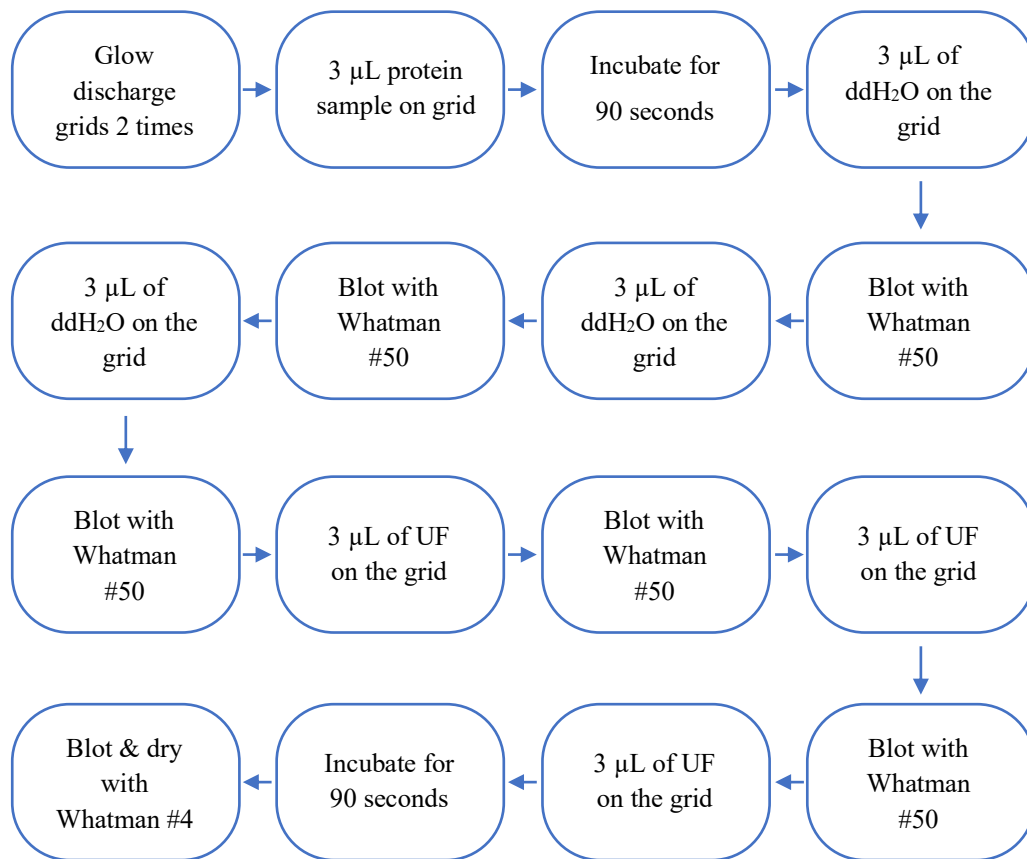 Glow
discharge
grids 2 times
3 µL protein
sample on grid
Incubate for
90 seconds
3 µL of
ddH₂O on the
grid
Blot with
Whatman
#50
3 µL of
ddH₂O on the
grid
Blot with
Whatman
#50
3 µL of
ddH₂O on the
grid
Blot with
Whatman
#50
3 µL of UF
on the grid
Blot with
Whatman
#50
3 µL of UF
on the grid
Blot with
Whatman
#50
3 µL of UF
on the grid
Incubate for
90 seconds
Blot & dry
with
Whatman #4